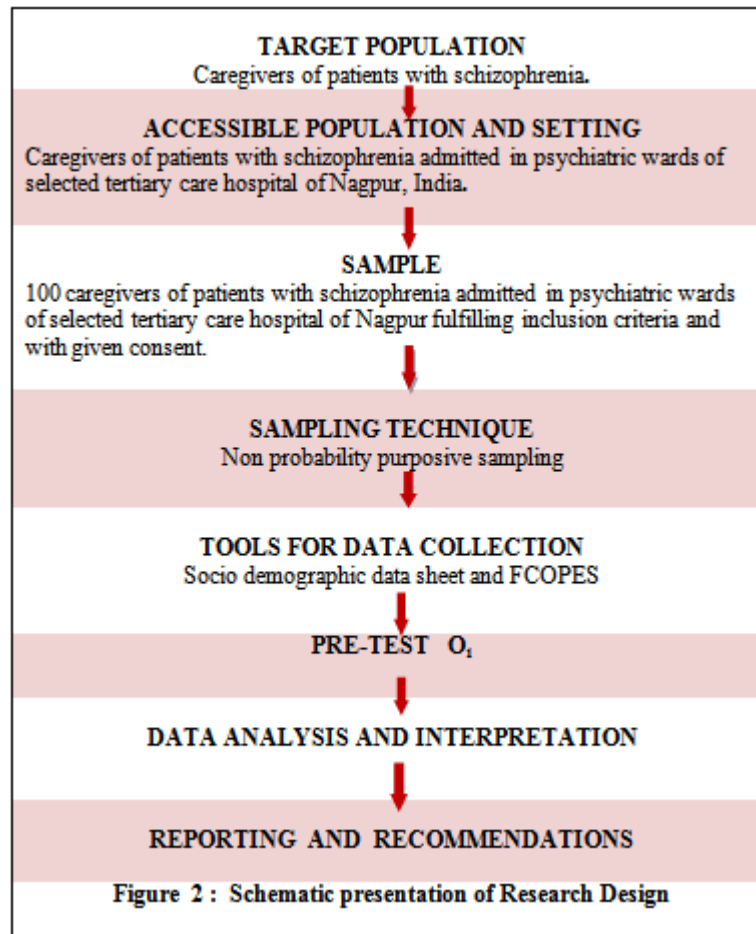 TARGET POPULATION
Caregivers of patients with schizophrenia.
ACCESSIBLE POPULATION AND SETTING
Caregivers of patients with schizophrenia admitted in psychiatric wards of
selected tertiary care hospital of Nagpur, India.
SAMPLE
100 caregivers of patients with schizophrenia admitted in psychiatric wards
of selected tertiary care hospital of Nagpur fulfilling inclusion criteria and
with given consent.
SAMPLING TECHNIQUE
Non probability purposive sampling
TOOLS FOR DATA COLLECTION
Socio demographic data sheet and FCOPES
PRE-TEST O₁
DATA ANALYSIS AND INTERPRETATION
REPORTING AND RECOMMENDATIONS
Figure 2 : Schematic presentation of Research Design